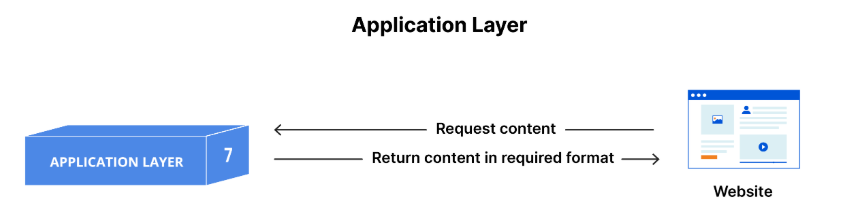 Application Layer
Request content
APPLICATION LAYER 7
Return content in required format
Website